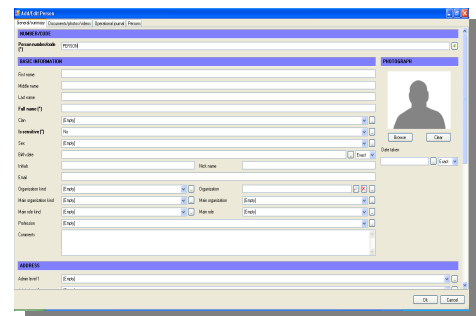 Add/Edit Person
General/summary Documents/photos/videos Operational journal Persons
NUMBER/CODE
Person number/code (*) PERSON
BASIC INFORMATION PHOTOGRAPH
First name
Middle name
Last name
Full name (*)
Clan (Empty)
Is sensitive (*) No
Sex (Empty)
Browse Clear
Birth date Exact
Date taken
Exact
Initials Nick name
Email
Organization kind (Empty) Organization
Main organization kind (Empty) Main organization (Empty)
Main role kind (Empty) Main role (Empty)
Profession (Empty)
Comments
ADDRESS
Admin level 1 (Empty)
Ok Cancel